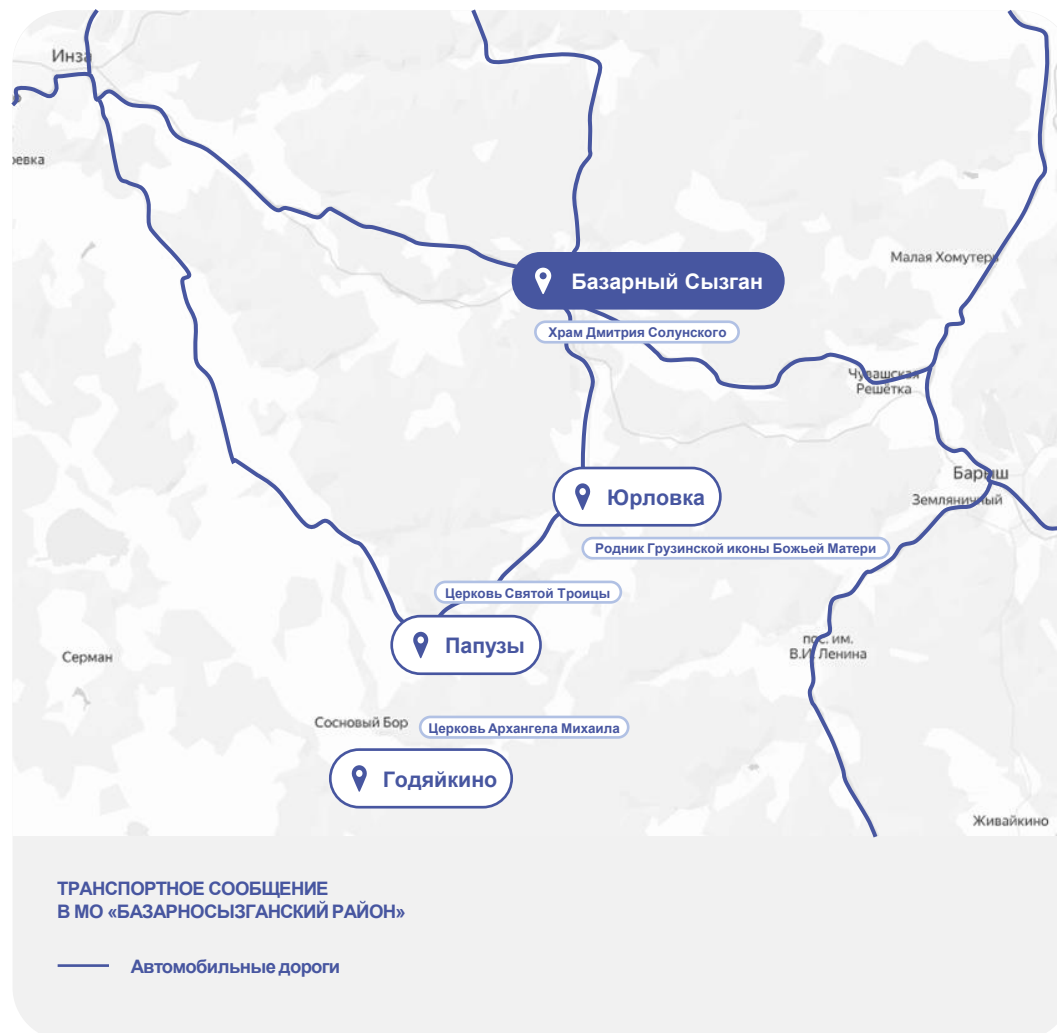 Инза
ревка
Базарный Сызган
Малая Хомутерь
Храм Дмитрия Солунского
Чувашская
Решётка
Барыш
Юрловка
Земляничный
Родник Грузинской иконы Божьей Матери
Церковь Святой Троицы
Папузы
пос. им.
В.И. Ленина
Серман
Сосновый Бор
Церковь Архангела Михаила
Годяйкино
Живайкино
ТРАНСПОРТНОЕ СООБЩЕНИЕ
В МО «БАЗАРНОСЫЗГАНСКИЙ РАЙОН»
Автомобильные дороги